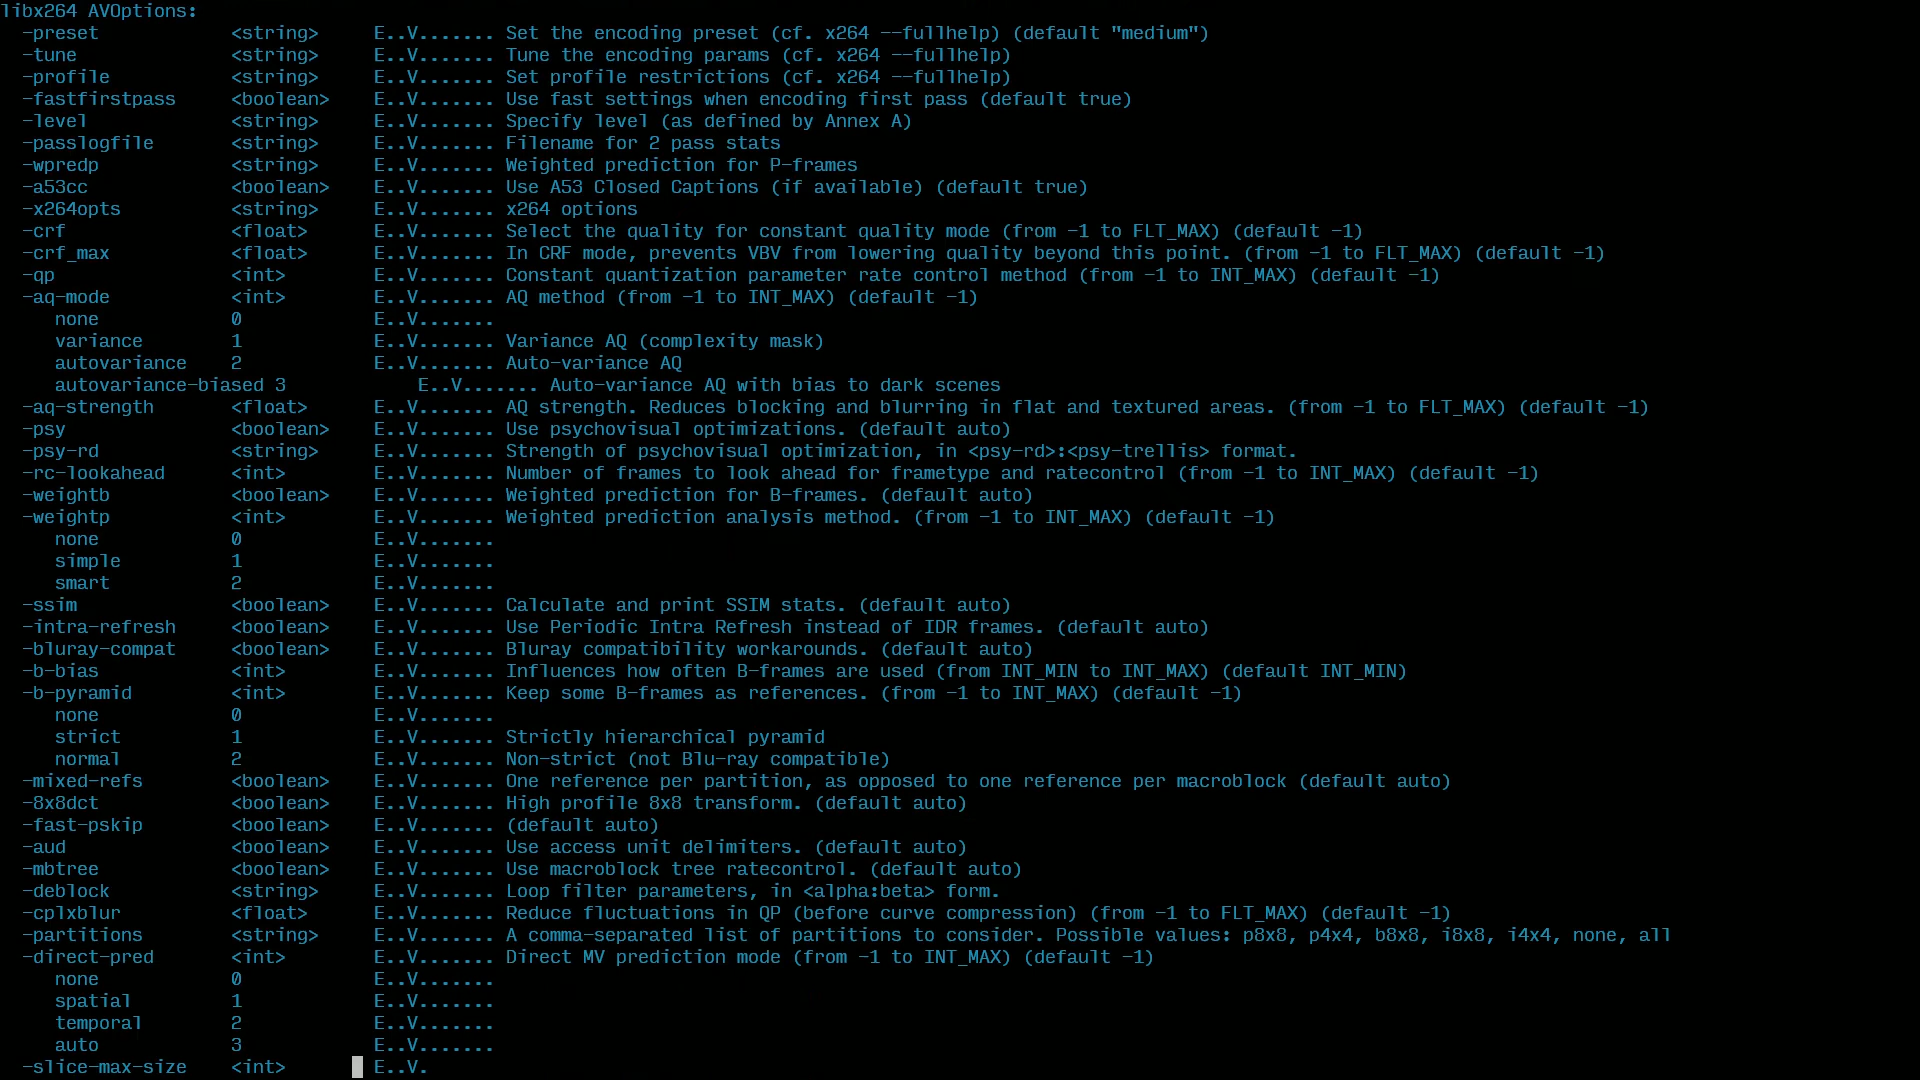 libx264 AVOptions:
  -preset            <string>     E..V....... Set the encoding preset (cf. x264 --fullhelp) (default "medium")
  -tune              <string>     E..V....... Tune the encoding params (cf. x264 --fullhelp)
  -profile           <string>     E..V....... Set profile restrictions (cf. x264 --fullhelp)
  -fastfirstpass     <boolean>    E..V....... Use fast settings when encoding first pass (default true)
  -level             <string>     E..V....... Specify level (as defined by Annex A)
  -passlogfile       <string>     E..V....... Filename for 2 pass stats
  -wpredp            <string>     E..V....... Weighted prediction for P-frames
  -a53cc             <boolean>    E..V....... Use A53 Closed Captions (if available) (default true)
  -x264opts          <string>     E..V....... x264 options
  -crf               <float>      E..V....... Select the quality for constant quality mode (from -1 to FLT_MAX) (default -1)
  -crf_max           <float>      E..V....... In CRF mode, prevents VBV from lowering quality beyond this point. (from -1 to FLT_MAX) (default -1)
  -qp                <int>        E..V....... Constant quantization parameter rate control method (from -1 to INT_MAX) (default -1)
  -aq-mode           <int>        E..V....... AQ method (from -1 to INT_MAX) (default -1)
     none            0            E..V.......
     variance        1            E..V....... Variance AQ (complexity mask)
     autovariance    2            E..V....... Auto-variance AQ
     autovariance-biased 3            E..V....... Auto-variance AQ with bias to dark scenes
  -aq-strength       <float>      E..V....... AQ strength. Reduces blocking and blurring in flat and textured areas. (from -1 to FLT_MAX) (default -1)
  -psy               <boolean>    E..V....... Use psychovisual optimizations. (default auto)
  -psy-rd            <string>     E..V....... Strength of psychovisual optimization, in <psy-rd>:<psy-trellis> format.
  -rc-lookahead      <int>        E..V....... Number of frames to look ahead for frametype and ratecontrol (from -1 to INT_MAX) (default -1)
  -weightb           <boolean>    E..V....... Weighted prediction for B-frames. (default auto)
  -weightp           <int>        E..V....... Weighted prediction analysis method. (from -1 to INT_MAX) (default -1)
     none            0            E..V.......
     simple          1            E..V.......
     smart           2            E..V.......
  -ssim              <boolean>    E..V....... Calculate and print SSIM stats. (default auto)
  -intra-refresh     <boolean>    E..V....... Use Periodic Intra Refresh instead of IDR frames. (default auto)
  -bluray-compat     <boolean>    E..V....... Bluray compatibility workarounds. (default auto)
  -b-bias            <int>        E..V....... Influences how often B-frames are used (from INT_MIN to INT_MAX) (default INT_MIN)
  -b-pyramid         <int>        E..V....... Keep some B-frames as references. (from -1 to INT_MAX) (default -1)
     none            0            E..V.......
     strict          1            E..V....... Strictly hierarchical pyramid
     normal          2            E..V....... Non-strict (not Blu-ray compatible)
  -mixed-refs        <boolean>    E..V....... One reference per partition, as opposed to one reference per macroblock (default auto)
  -8x8dct            <boolean>    E..V....... High profile 8x8 transform. (default auto)
  -fast-pskip        <boolean>    E..V....... (default auto)
  -aud               <boolean>    E..V....... Use access unit delimiters. (default auto)
  -mbtree            <boolean>    E..V....... Use macroblock tree ratecontrol. (default auto)
  -deblock           <string>     E..V....... Loop filter parameters, in <alpha:beta> form.
  -cplxblur          <float>      E..V....... Reduce fluctuations in QP (before curve compression) (from -1 to FLT_MAX) (default -1)
  -partitions        <string>     E..V....... A comma-separated list of partitions to consider. Possible values: p8x8, p4x4, b8x8, i8x8, i4x4, none, all
  -direct-pred       <int>        E..V....... Direct MV prediction mode (from -1 to INT_MAX) (default -1)
     none            0            E..V.......
     spatial         1            E..V.......
     temporal        2            E..V.......
     auto            3            E..V.......
  -slice-max-size    <int>        E..V.